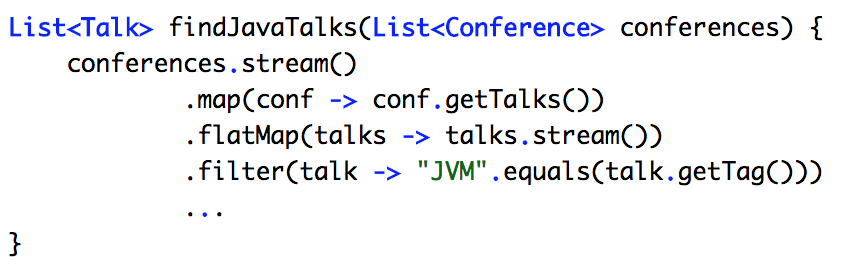 List<Talk> findJavaTalks(List<Conference> conferences) {
    conferences.stream()
            .map(conf -> conf.getTalks())
            .flatMap(talks -> talks.stream())
            .filter(talk -> "JVM".equals(talk.getTag()))
            ...
}